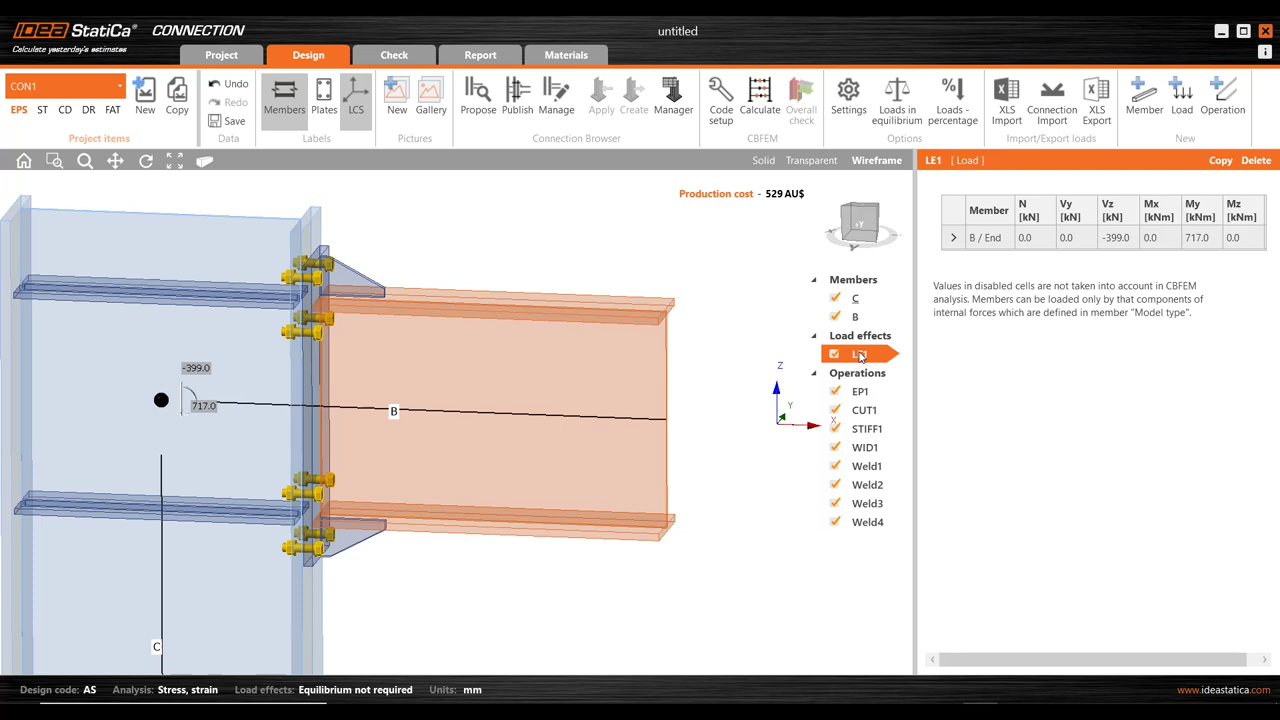 IDEA StatiCa® CONNECTION
Calculate yesterday's estimates
untitled
Project Design Check Report Materials
CON1
EPS ST CD DR FAT
New Copy
Project items
Undo
Redo
Save
Data
Members Plates LCS
Labels
New Gallery
Pictures
Propose Publish Manage Apply Create Manager
Connection Browser
Code setup Calculate Overall check
CBFEM
Settings Loads in equilibrium Loads - percentage
Options
XLS Import Connection Import XLS Export
Import/Export loads
Member Load Operation
New
Solid Transparent Wireframe
LE1 [ Load ] Copy Delete
Production cost - 529 AU$
+Y
Member N [kN] Vy [kN] Vz [kN] Mx [kNm] My [kNm] Mz [kNm]
B / End 0.0 0.0 -399.0 0.0 717.0 0.0
Values in disabled cells are not taken into account in CBFEM
analysis. Members can be loaded only by that components of
internal forces which are defined in member "Model type".
Members
C
B
Load effects
LE1
Operations
EP1
CUT1
STIFF1
WID1
Weld1
Weld2
Weld3
Weld4
Z
Y
X
-399.0
717.0
B
C
Design code: AS Analysis: Stress, strain Load effects: Equilibrium not required Units: mm
www.ideastatica.com